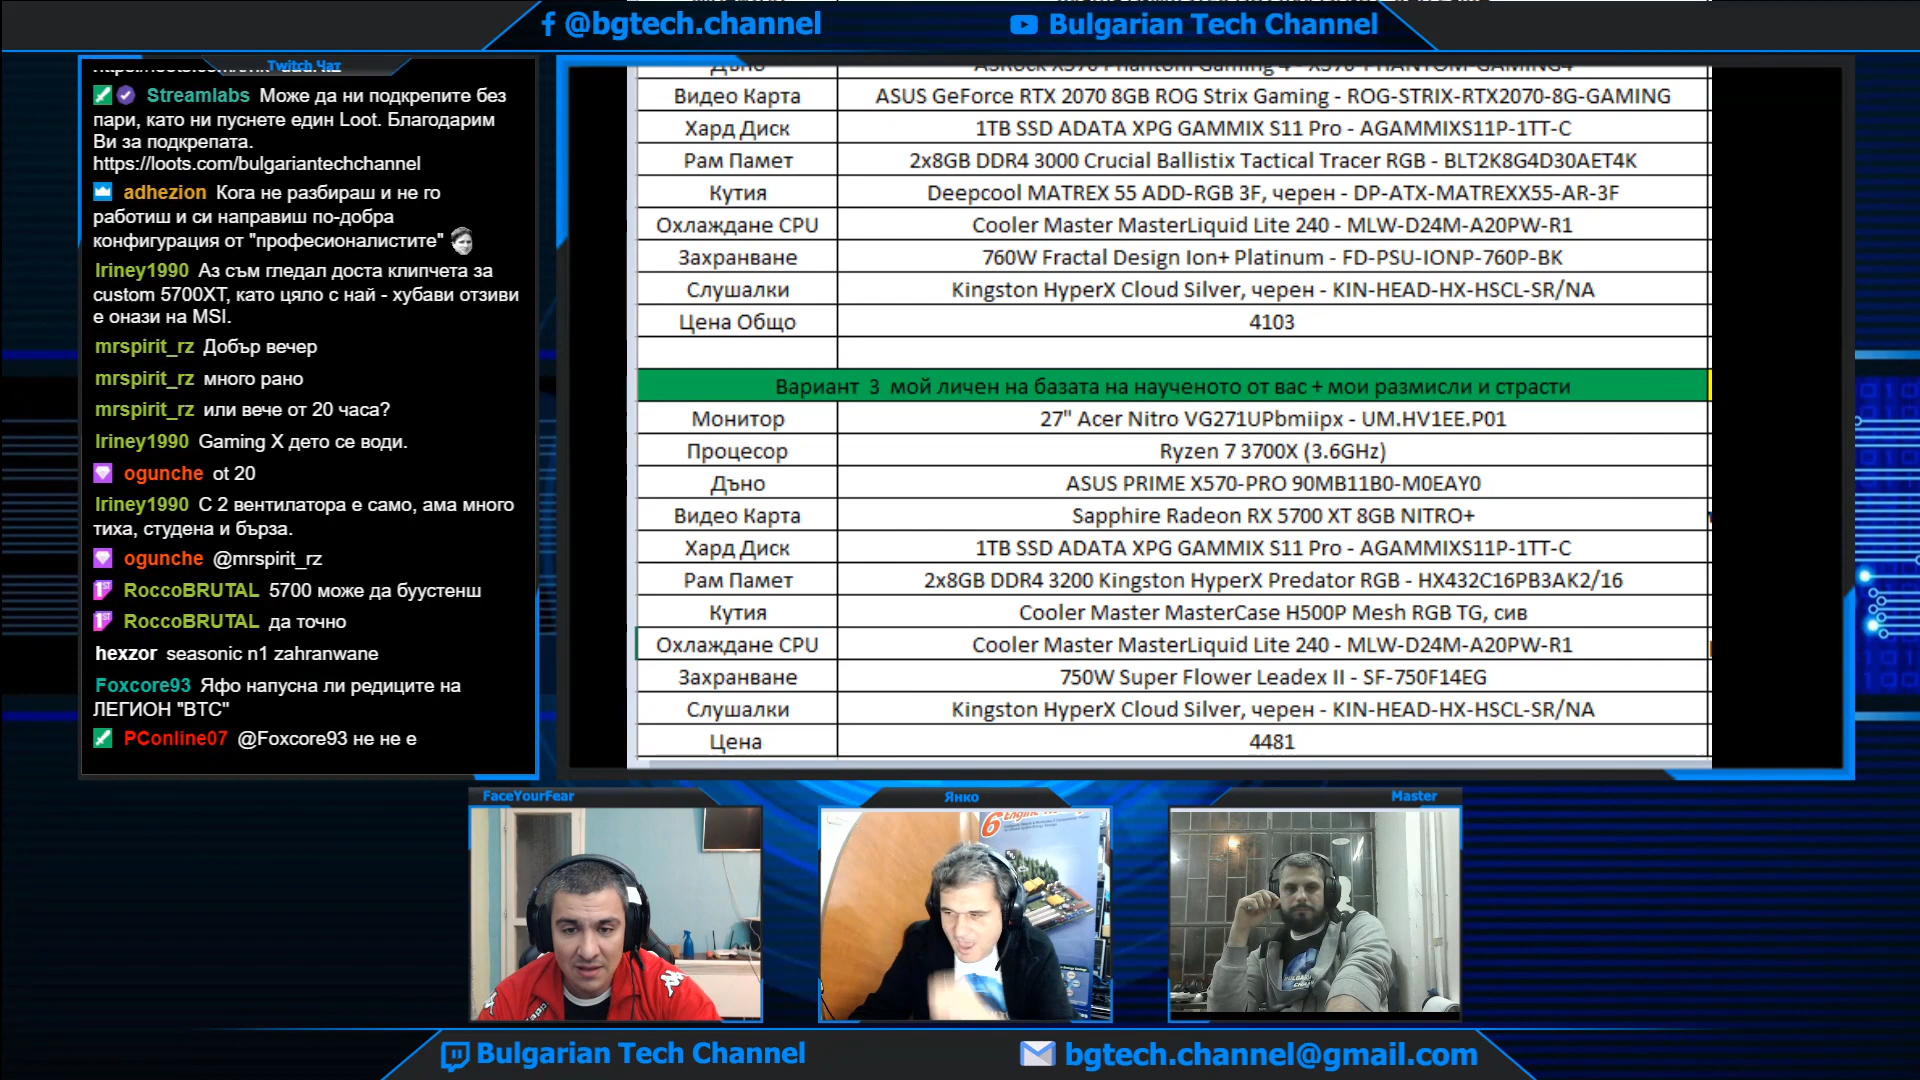 @bgtech.channel
Bulgarian Tech Channel
Twitch Чат
Streamlabs Може да ни подкрепите без
пари, като ни пуснете един Loot. Благодарим
Ви за подкрепата.
https://loots.com/bulgariantechchannel
adhezion Кога не разбираш и не го
работиш и си направиш по-добра
конфигурация от "професионалистите"
Iriney1990 Аз съм гледал доста клипчета за
custom 5700XT, като цяло с най - хубави отзиви
е онази на MSI.
mrspirit_rz Добър вечер
mrspirit_rz много рано
mrspirit_rz или вече от 20 часа?
Iriney1990 Gaming X дето се води.
ogunche ot 20
Iriney1990 С 2 вентилатора е само, ама много
тиха, студена и бърза.
ogunche @mrspirit_rz
RoccoBRUTAL 5700 може да буустенш
RoccoBRUTAL да точно
hexzor seasonic n1 zahranwane
Foxcore93 Яфо напусна ли редиците на
ЛЕГИОН "BTC"
PConline07 @Foxcore93 не не е
Дъно ASRock X570 Phantom Gaming 4 - X570-PHANTOM-GAMING4
Видео Карта ASUS GeForce RTX 2070 8GB ROG Strix Gaming - ROG-STRIX-RTX2070-8G-GAMING
Хард Диск 1TB SSD ADATA XPG GAMMIX S11 Pro - AGAMMIXS11P-1TT-C
Рам Памет 2x8GB DDR4 3000 Crucial Ballistix Tactical Tracer RGB - BLT2K8G4D30AET4K
Кутия Deepcool MATREX 55 ADD-RGB 3F, черен - DP-ATX-MATREXX55-AR-3F
Охлаждане CPU Cooler Master MasterLiquid Lite 240 - MLW-D24M-A20PW-R1
Захранване 760W Fractal Design Ion+ Platinum - FD-PSU-IONP-760P-BK
Слушалки Kingston HyperX Cloud Silver, черен - KIN-HEAD-HX-HSCL-SR/NA
Цена Общо 4103
Вариант 3 мой личен на базата на наученото от вас + мои размисли и страсти
Монитор 27" Acer Nitro VG271UPbmiipx - UM.HV1EE.P01
Процесор Ryzen 7 3700X (3.6GHz)
Дъно ASUS PRIME X570-PRO 90MB11B0-M0EAY0
Видео Карта Sapphire Radeon RX 5700 XT 8GB NITRO+
Хард Диск 1TB SSD ADATA XPG GAMMIX S11 Pro - AGAMMIXS11P-1TT-C
Рам Памет 2x8GB DDR4 3200 Kingston HyperX Predator RGB - HX432C16PB3AK2/16
Кутия Cooler Master MasterCase H500P Mesh RGB TG, сив
Охлаждане CPU Cooler Master MasterLiquid Lite 240 - MLW-D24M-A20PW-R1
Захранване 750W Super Flower Leadex II - SF-750F14EG
Слушалки Kingston HyperX Cloud Silver, черен - KIN-HEAD-HX-HSCL-SR/NA
Цена 4481
FaceYourFear
Янко
Master
Bulgarian Tech Channel
bgtech.channel@gmail.com